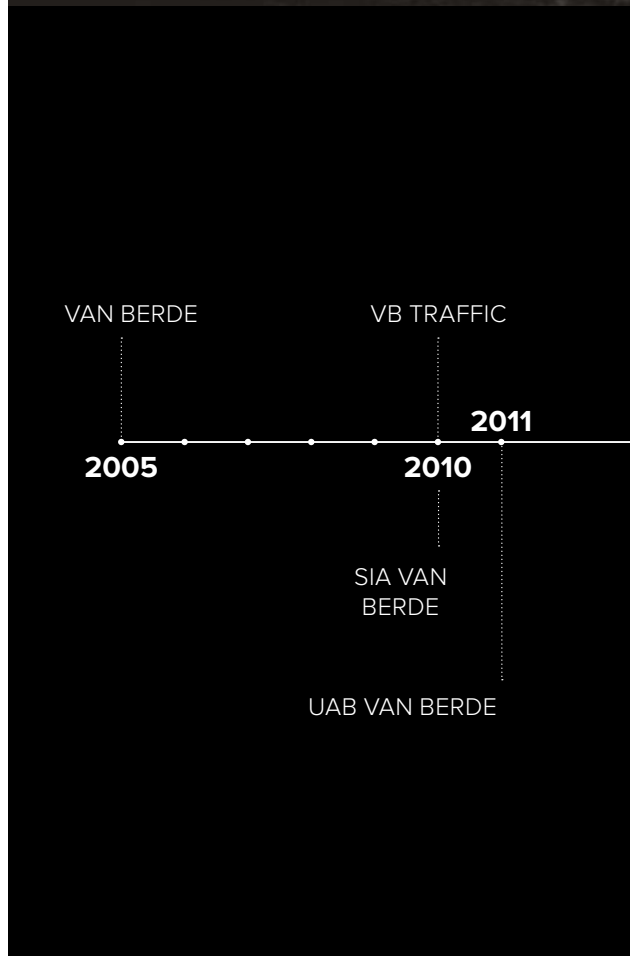 VAN BERDE
VB TRAFFIC
2011
2005
2010
SIA VAN
BERDE
UAB VAN BERDE